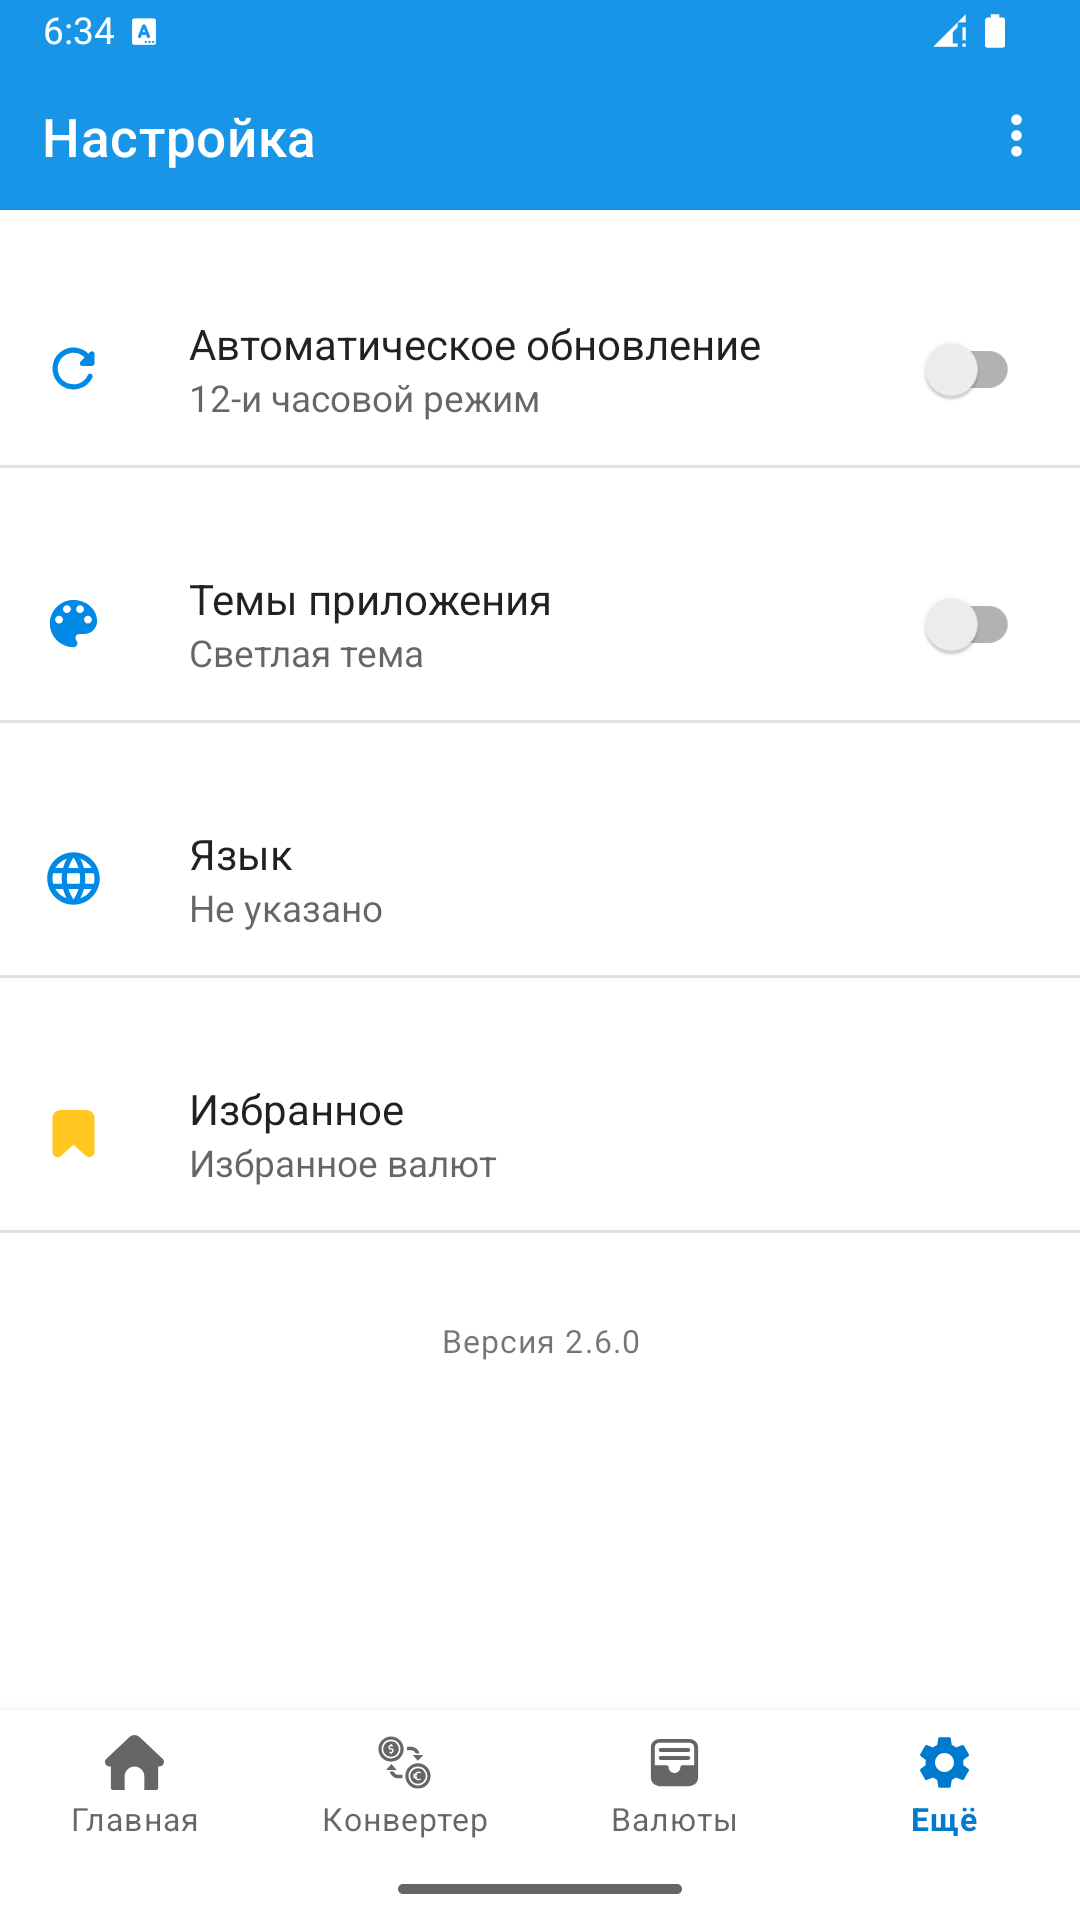 6:34
Настройка
Автоматическое обновление
12-и часовой режим
Темы приложения
Светлая тема
Язык
Не указано
Избранное
Избранное валют
Версия 2.6.0
Главная
Конвертер
Валюты
Ещё